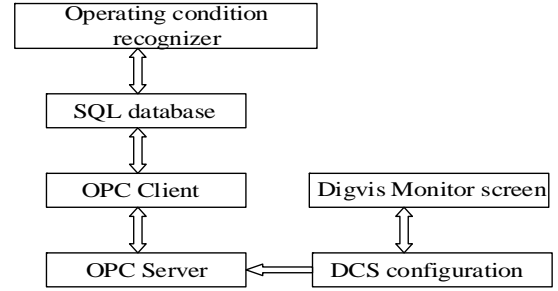 Operating condition
recognizer
SQL database
OPC Client
Digvis Monitor screen
OPC Server
DCS configuration